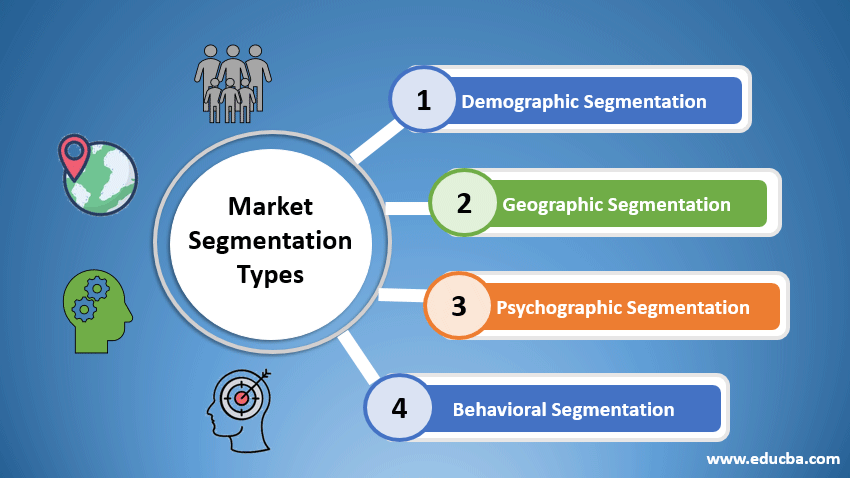 Market
Segmentation
Types
1
Demographic Segmentation
2
Geographic Segmentation
3
Psychographic Segmentation
4
Behavioral Segmentation
www.educba.com